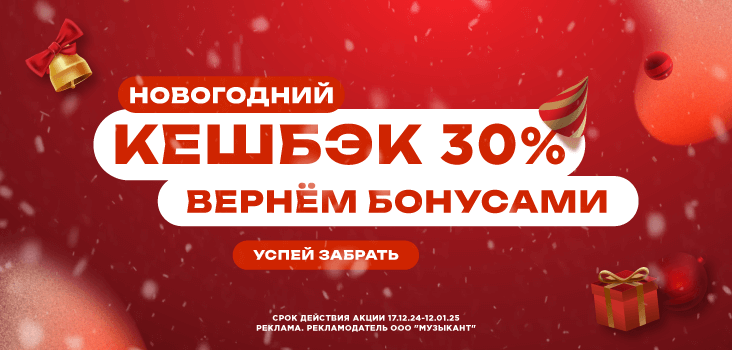 НОВОГОДНИЙ
КЕШБЭК 30%
ВЕРНЁМ БОНУСАМИ
УСПЕЙ ЗАБРАТЬ
СРОК ДЕЙСТВИЯ АКЦИИ 17.12.24-12.01.25
РЕКЛАМА. РЕКЛАМОДАТЕЛЬ ООО "МУЗЫКАНТ"